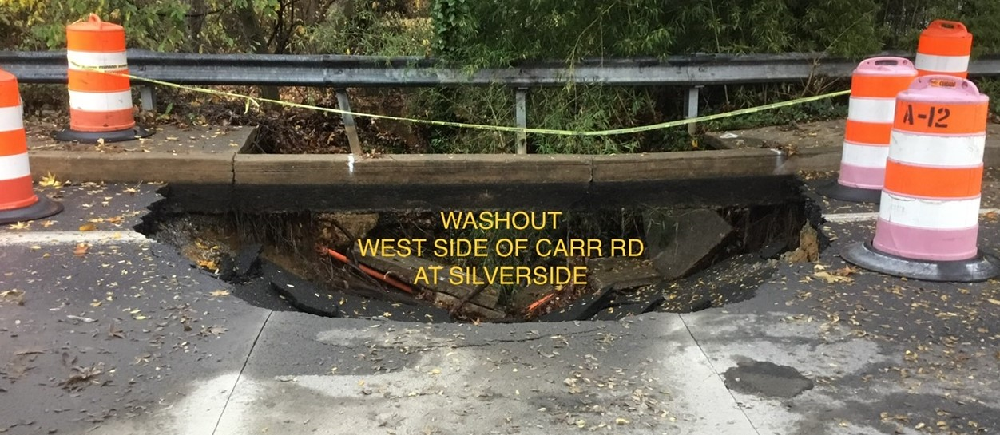 A-12
WASHOUT
WEST SIDE OF CARR RD
AT SILVERSIDE